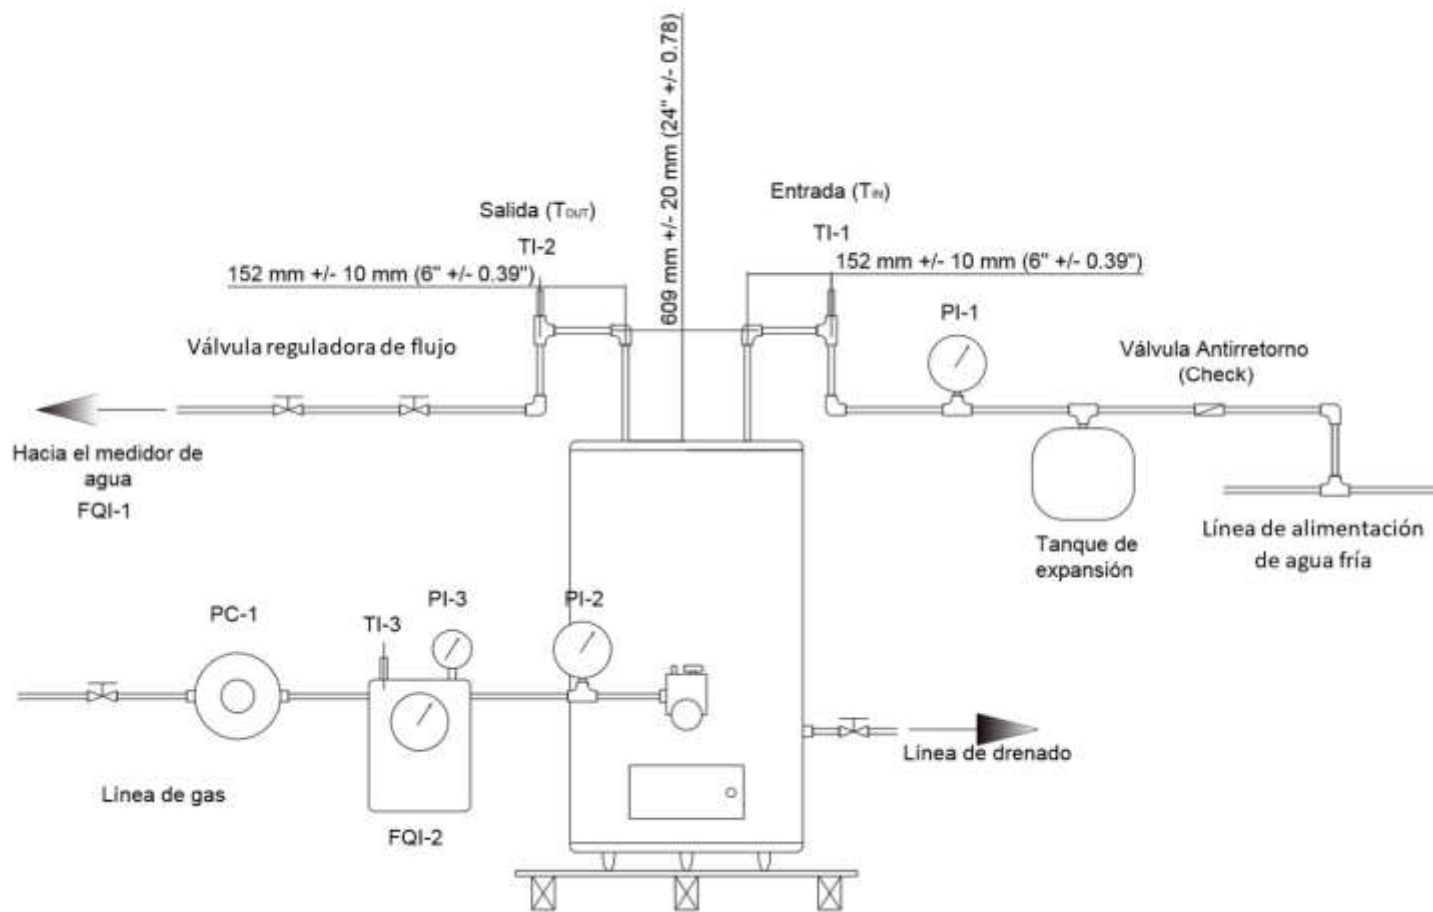 609 mm +/- 20 mm (24" +/- 0.78)
Entrada (TIN)
TI-1
152 mm +/- 10 mm (6" +/- 0.39")
Salida (TOUT)
TI-2
152 mm +/- 10 mm (6" +/- 0.39")
PI-1
Válvula reguladora de flujo
Válvula Antirretorno
(Check)
Hacia el medidor de
agua
FQI-1
Tanque de
expansión
Línea de alimentación
de agua fría
PC-1
TI-3
PI-3
PI-2
Línea de gas
FQI-2
Línea de drenado